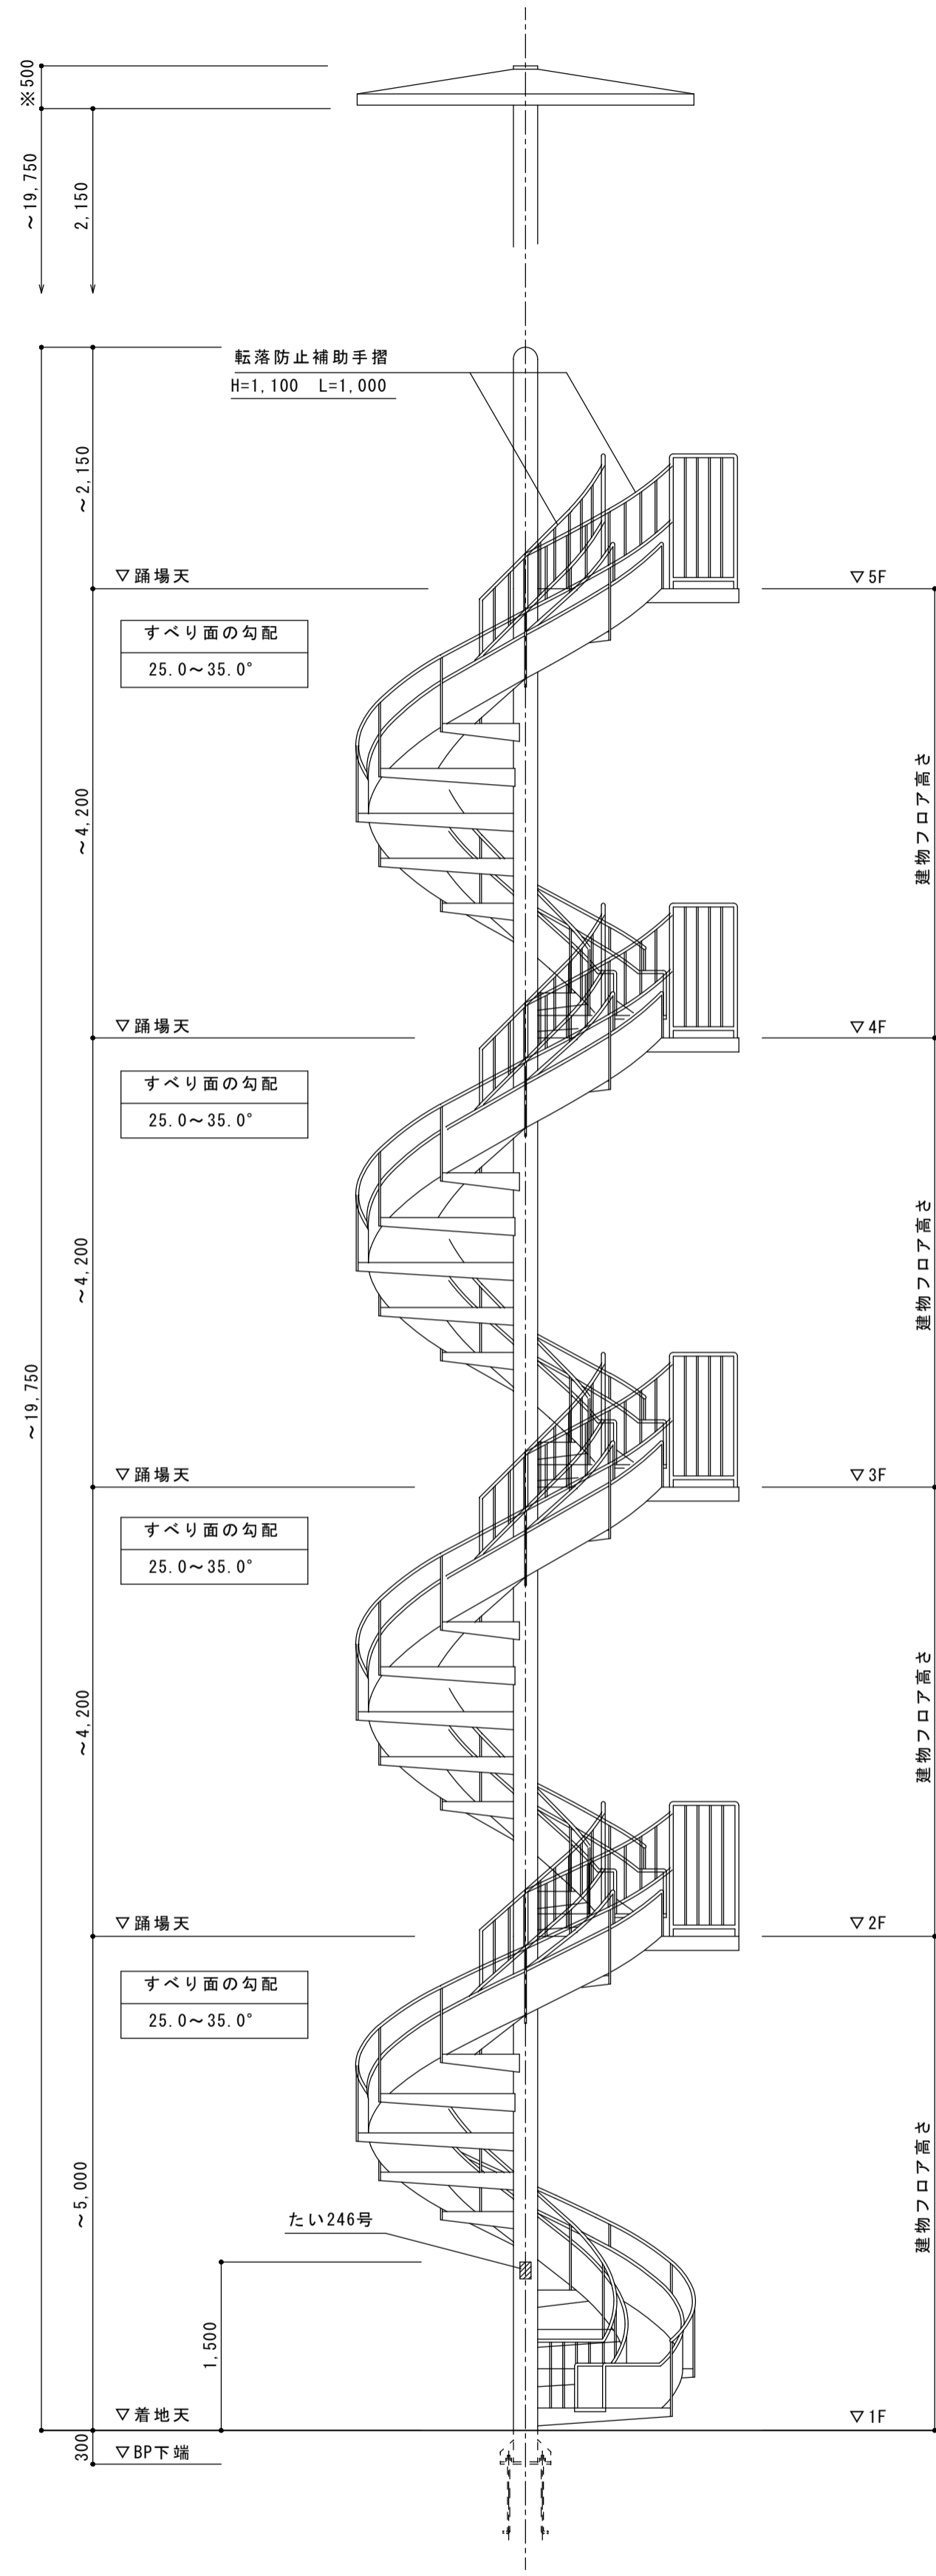 ※500
～19,750
2,150
転落防止補助手摺
H=1,100 L=1,000
～2,150
▽踊場天
▽5F
すべり面の勾配
25.0～35.0°
～4,200
建物フロア高さ
▽踊場天
▽4F
すべり面の勾配
25.0～35.0°
～4,200
建物フロア高さ
～19,750
▽踊場天
▽3F
すべり面の勾配
25.0～35.0°
～4,200
建物フロア高さ
▽踊場天
▽2F
すべり面の勾配
25.0～35.0°
～5,000
建物フロア高さ
たい246号
1,500
▽着地天
▽1F
300
▽BP下端